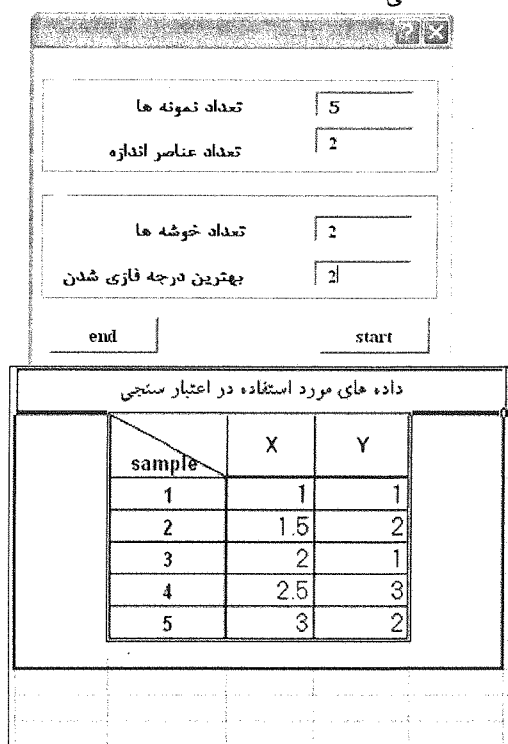 ی
تعداد نمونه ها 5
تعداد عناصر اندازه 2
تعداد خوشه ها 2
بهترین درجه فازی شدن 2
end start
داده های مورد استفاده در اعتبار سنجی
sample X Y
1 1 1
2 1.5 2
3 2 1
4 2.5 3
5 3 2